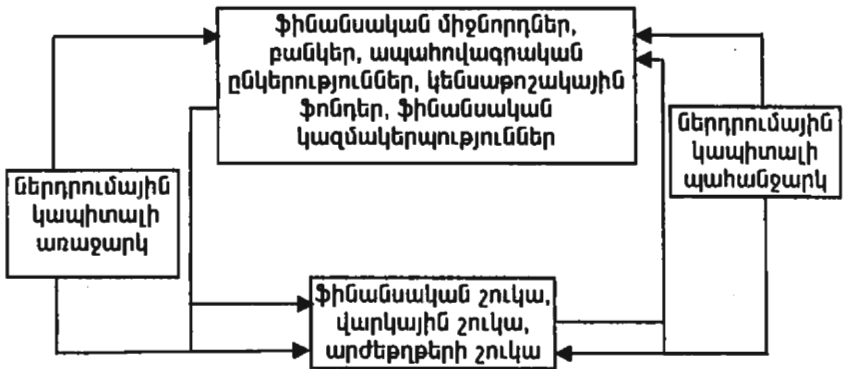 ֆինանսական միջնորդներ,
բանկեր, ապահովագրական
ընկերություններ, կենսաթոշակային
ֆոնդեր, ֆինանսական
կազմակերպություններ
ներդրումային
կապիտալի
առաջարկ
ներդրումային
կապիտալի
պահանջարկ
ֆինանսական շուկա,
վարկային շուկա,
արժեթղթերի շուկա